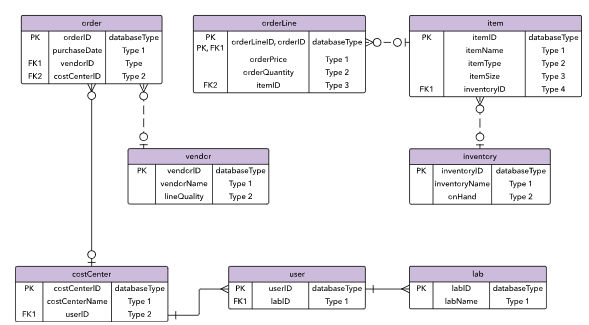 order
PK orderID databaseType
purchaseDate Type 1
FK1 vendorID Type
FK2 costCenterID Type 2
orderLine
PK
PK, FK1 orderLineID, orderID databaseType
orderPrice Type 1
orderQuantity Type 2
FK2 itemID Type 3
item
PK itemID databaseType
itemName Type 1
itemType Type 2
itemSize Type 3
FK1 inventoryID Type 4
vendor
PK vendorID databaseType
vendorName Type 1
lineQuality Type 2
inventory
PK inventoryID databaseType
inventoryName Type 1
onHand Type 2
costCenter
PK costCenterID databaseType
costCenterName Type 1
FK1 userID Type 2
user
PK userID databaseType
FK1 labID Type 1
lab
PK labID databaseType
labName Type 1